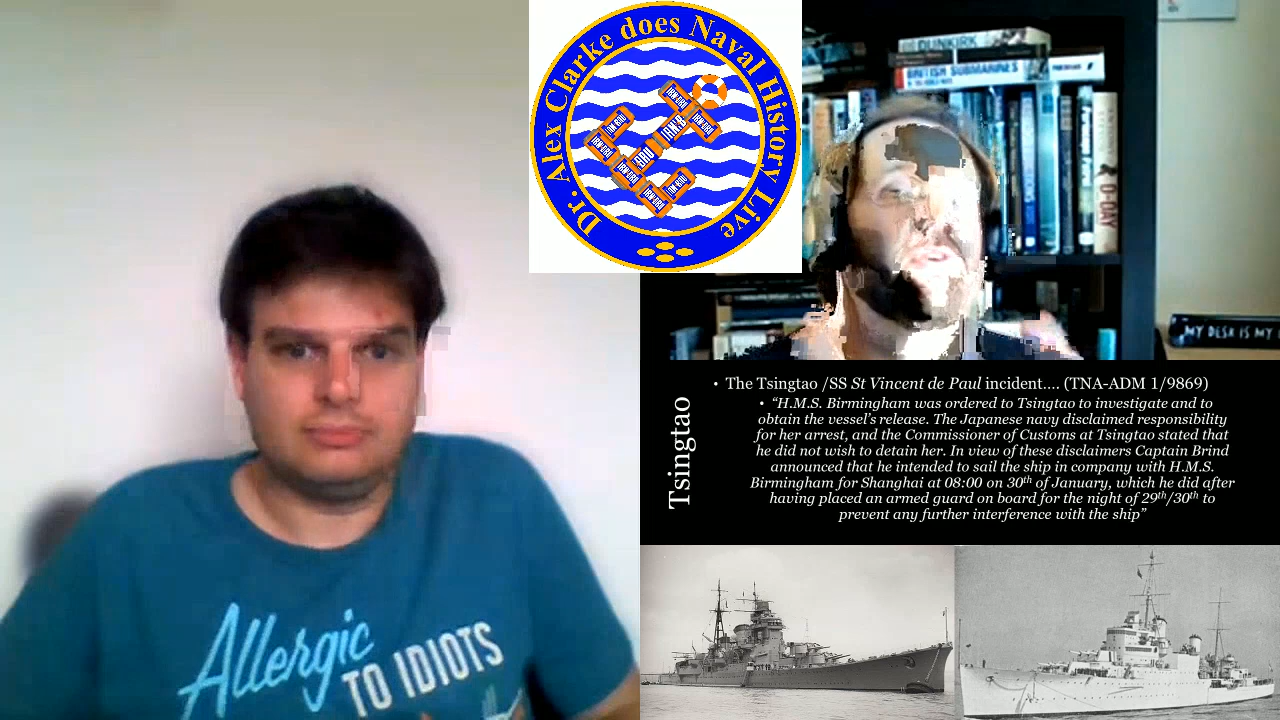 Dr. Alex Clarke does Naval History Live
DUNKIRK
BRITISH SUBMARINES
D-DAY
MY DESK IS MY
Tsingtao
• The Tsingtao /SS St Vincent de Paul incident.... (TNA-ADM 1/9869)
• “H.M.S. Birmingham was ordered to Tsingtao to investigate and to
obtain the vessel’s release. The Japanese navy disclaimed responsibility
for her arrest, and the Commissioner of Customs at Tsingtao stated that
he did not wish to detain her. In view of these disclaimers Captain Brind
announced that he intended to sail the ship in company with H.M.S.
Birmingham for Shanghai at 08:00 on 30th of January, which he did after
having placed an armed guard on board for the night of 29th/30th to
prevent any further interference with the ship”
Allergic
TO IDIOTS